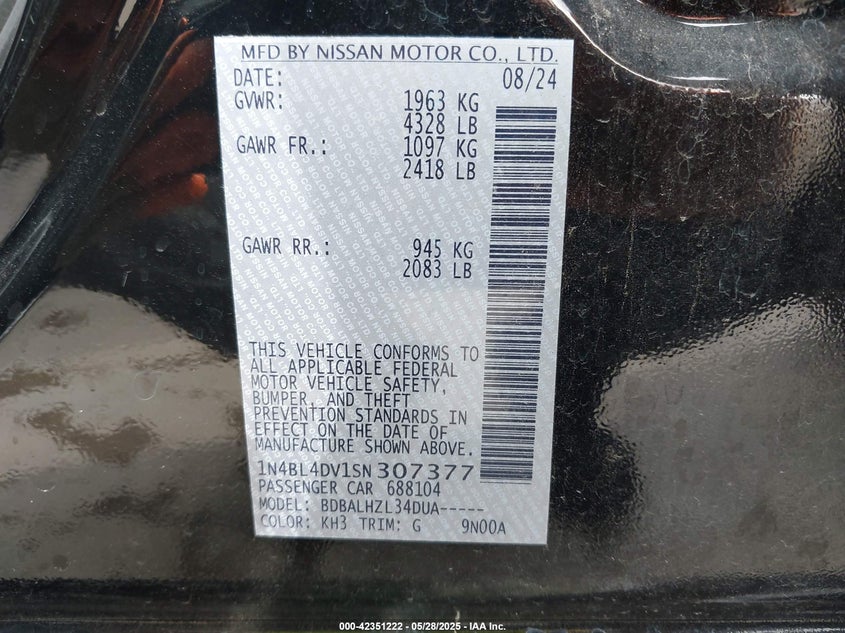 MFD BY NISSAN MOTOR CO., LTD.
DATE: 08/24
GVWR: 1963 KG
4328 LB
GAWR FR.: 1097 KG
2418 LB
GAWR RR.: 945 KG
2083 LB
THIS VEHICLE CONFORMS TO
ALL APPLICABLE FEDERAL
MOTOR VEHICLE SAFETY,
BUMPER, AND THEFT
PREVENTION STANDARDS IN
EFFECT ON THE DATE OF
MANUFACTURE SHOWN ABOVE.
1N4BL4DV1SN307377
PASSENGER CAR 688104
MODEL: BDBALHZL34DUA-----
COLOR: KH3 TRIM: G 9N00A
000-42351222 — 05/28/2025 — IAA Inc.